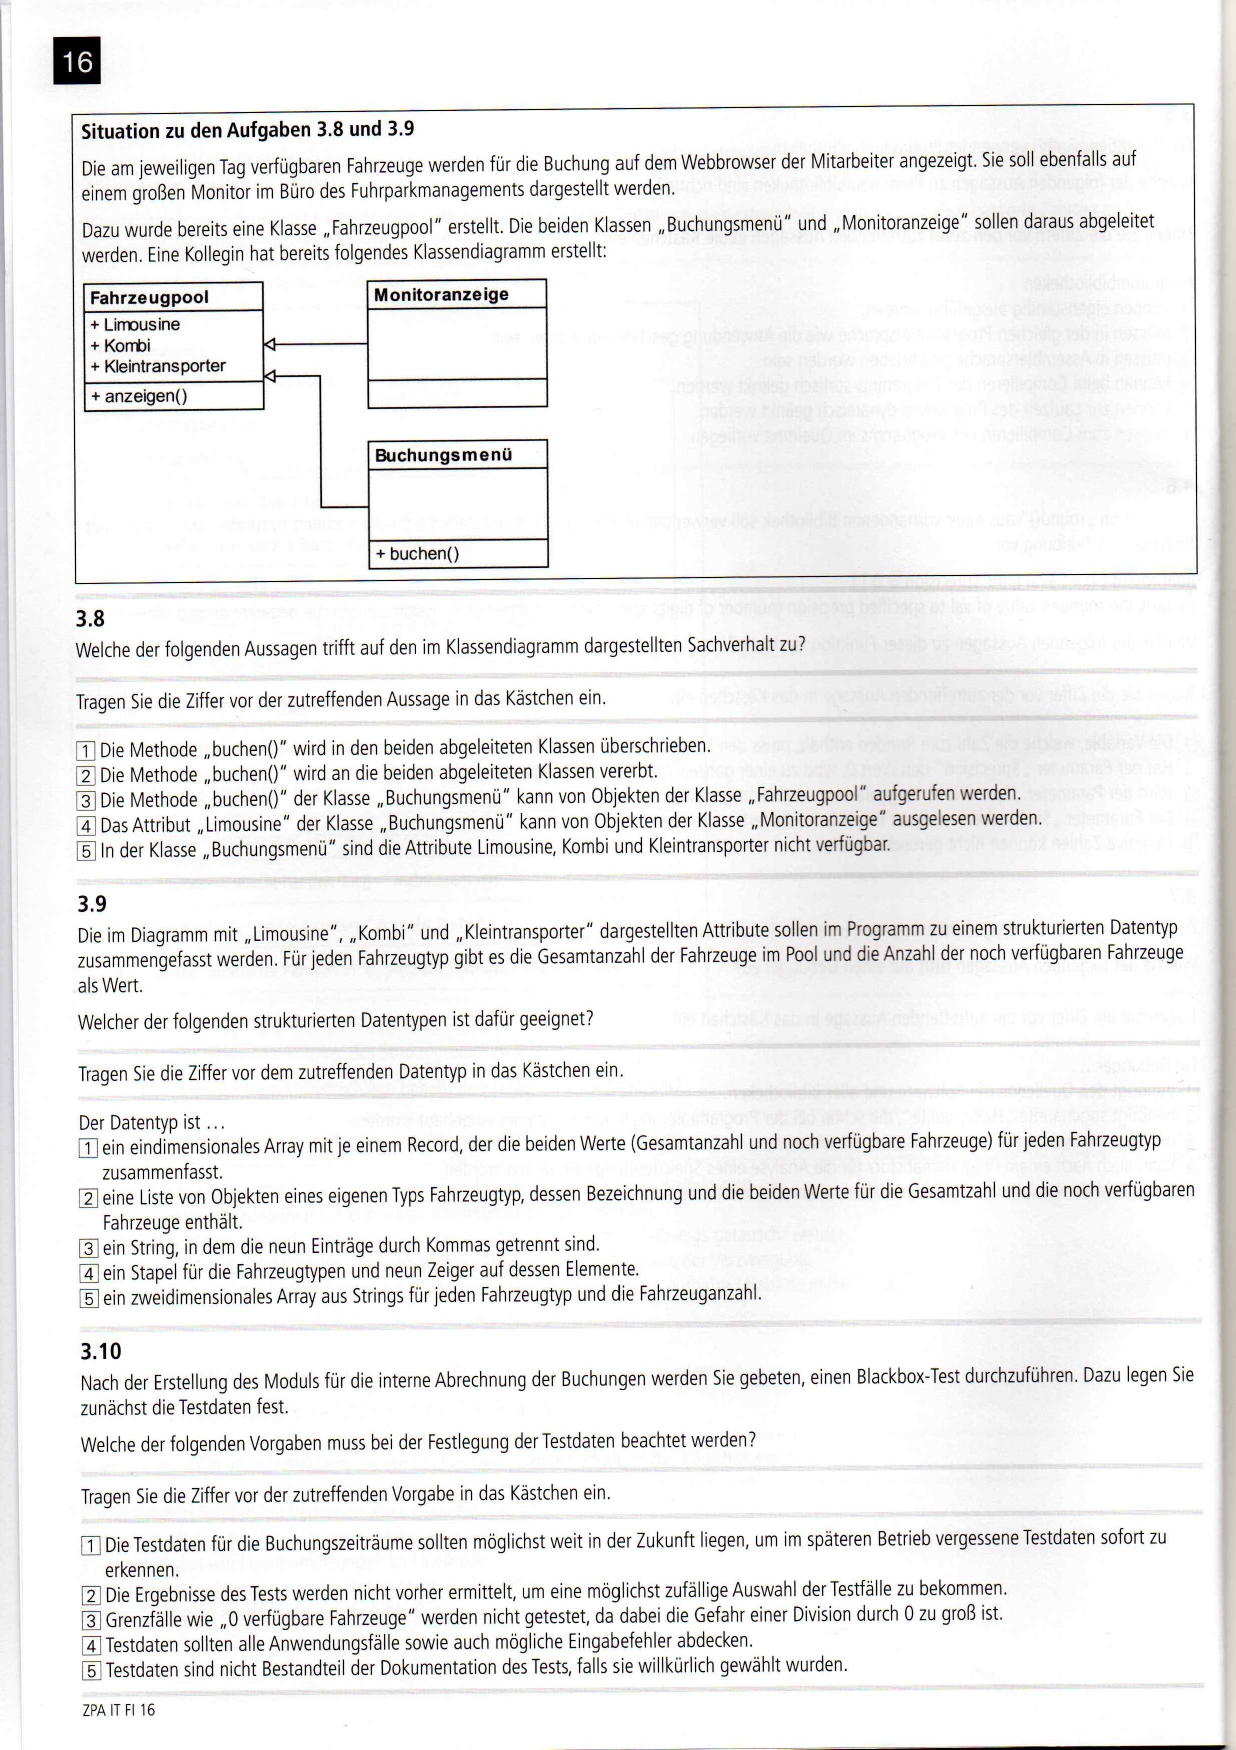 16
Situation zu den Aufgaben 3.8 und 3.9
Die am jeweiligen Tag verfügbaren Fahrzeuge werden für die Buchung auf dem Webbrowser der Mitarbeiter angezeigt. Sie soll ebenfalls auf
einem großen Monitor im Büro des Fuhrparkmanagements dargestellt werden.
Dazu wurde bereits eine Klasse „Fahrzeugpool" erstellt. Die beiden Klassen „Buchungsmenü" und „Monitoranzeige" sollen daraus abgeleitet
werden. Eine Kollegin hat bereits folgendes Klassendiagramm erstellt:
Fahrzeugpool
+ Limousine
+ Kombi
+ Kleintransporter
+ anzeigen()
Monitoranzeige
Buchungsmenü
+ buchen()
3.8
Welche der folgenden Aussagen trifft auf den im Klassendiagramm dargestellten Sachverhalt zu?
Tragen Sie die Ziffer vor der zutreffenden Aussage in das Kästchen ein.
1 Die Methode „buchen()" wird in den beiden abgeleiteten Klassen überschrieben.
2 Die Methode „buchen()" wird an die beiden abgeleiteten Klassen vererbt.
3 Die Methode „buchen()" der Klasse „Buchungsmenü" kann von Objekten der Klasse „Fahrzeugpool" aufgerufen werden.
4 Das Attribut „Limousine" der Klasse „Buchungsmenü" kann von Objekten der Klasse „Monitoranzeige" ausgelesen werden.
5 In der Klasse „Buchungsmenü" sind die Attribute Limousine, Kombi und Kleintransporter nicht verfügbar.
3.9
Die im Diagramm mit „Limousine", „Kombi" und „Kleintransporter" dargestellten Attribute sollen im Programm zu einem strukturierten Datentyp
zusammengefasst werden. Für jeden Fahrzeugtyp gibt es die Gesamtanzahl der Fahrzeuge im Pool und die Anzahl der noch verfügbaren Fahrzeuge
als Wert.
Welcher der folgenden strukturierten Datentypen ist dafür geeignet?
Tragen Sie die Ziffer vor dem zutreffenden Datentyp in das Kästchen ein.
Der Datentyp ist ...
1 ein eindimensionales Array mit je einem Record, der die beiden Werte (Gesamtanzahl und noch verfügbare Fahrzeuge) für jeden Fahrzeugtyp
zusammenfasst.
2 eine Liste von Objekten eines eigenen Typs Fahrzeugtyp, dessen Bezeichnung und die beiden Werte für die Gesamtzahl und die noch verfügbaren
Fahrzeuge enthält.
3 ein String, in dem die neun Einträge durch Kommas getrennt sind.
4 ein Stapel für die Fahrzeugtypen und neun Zeiger auf dessen Elemente.
5 ein zweidimensionales Array aus Strings für jeden Fahrzeugtyp und die Fahrzeuganzahl.
3.10
Nach der Erstellung des Moduls für die interne Abrechnung der Buchungen werden Sie gebeten, einen Blackbox-Test durchzuführen. Dazu legen Sie
zunächst die Testdaten fest.
Welche der folgenden Vorgaben muss bei der Festlegung der Testdaten beachtet werden?
Tragen Sie die Ziffer vor der zutreffenden Vorgabe in das Kästchen ein.
1 Die Testdaten für die Buchungszeiträume sollten möglichst weit in der Zukunft liegen, um im späteren Betrieb vergessene Testdaten sofort zu
erkennen.
2 Die Ergebnisse des Tests werden nicht vorher ermittelt, um eine möglichst zufällige Auswahl der Testfälle zu bekommen.
3 Grenzfälle wie „0 verfügbare Fahrzeuge" werden nicht getestet, da dabei die Gefahr einer Division durch 0 zu groß ist.
4 Testdaten sollten alle Anwendungsfälle sowie auch mögliche Eingabefehler abdecken.
5 Testdaten sind nicht Bestandteil der Dokumentation des Tests, falls sie willkürlich gewählt wurden.
ZPA IT FI 16